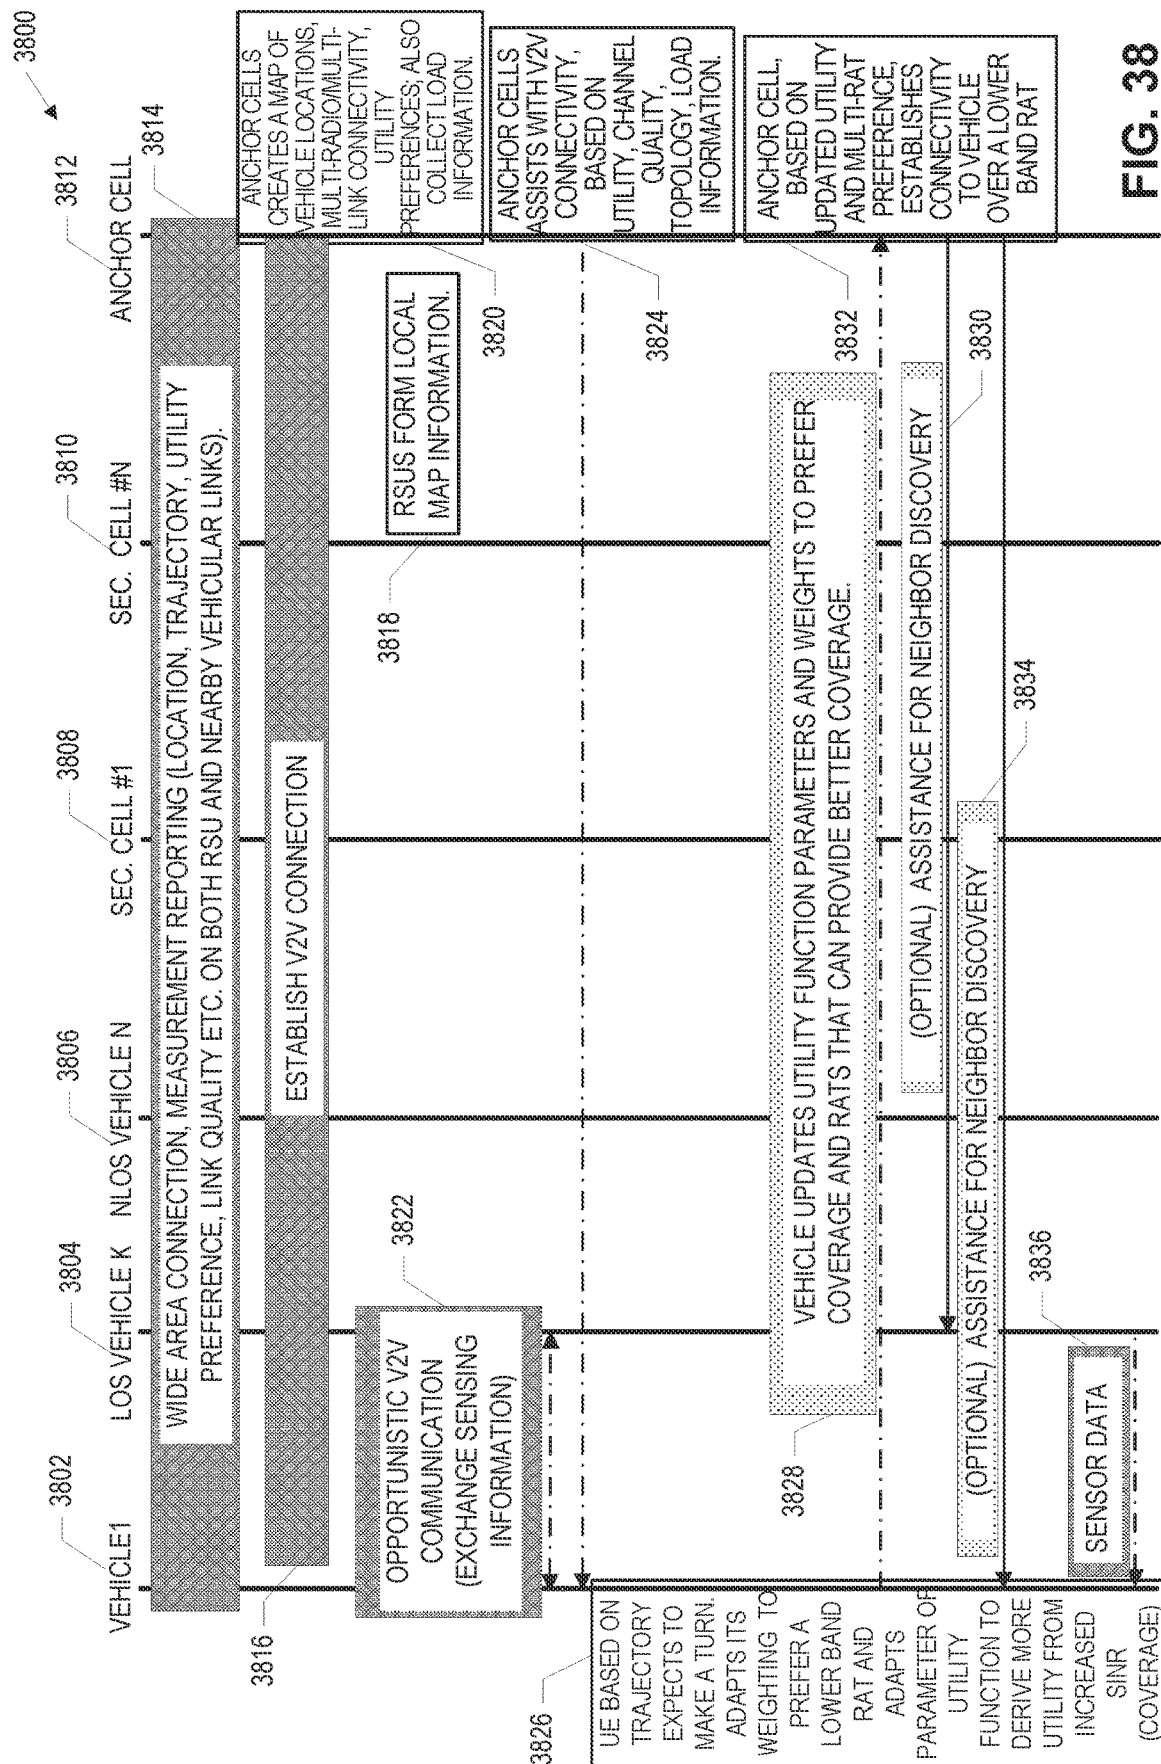 3800
3802
3804
3806
3808
3810
3812
VEHICLE1
LOS VEHICLE K
NLOS VEHICLE N
SEC. CELL #1
SEC. CELL #N
ANCHOR CELL
3814
WIDE AREA CONNECTION, MEASUREMENT REPORTING (LOCATION, TRAJECTORY, UTILITY
PREFERENCE, LINK QUALITY ETC. ON BOTH RSU AND NEARBY VEHICULAR LINKS).
3816
ESTABLISH V2V CONNECTION
ANCHOR CELLS
CREATES A MAP OF
VEHICLE LOCATIONS,
MULTI-RADIO/MULTI-
LINK CONNECTIVITY,
UTILITY
PREFERENCES, ALSO
COLLECT LOAD
INFORMATION.
3820
RSUS FORM LOCAL
MAP INFORMATION.
3818
OPPORTUNISTIC V2V
COMMUNICATION
(EXCHANGE SENSING
INFORMATION)
3822
ANCHOR CELLS
ASSISTS WITH V2V
CONNECTIVITY,
BASED ON
UTILITY, CHANNEL
QUALITY,
TOPOLOGY, LOAD
INFORMATION.
3824
3826
UE BASED ON
TRAJECTORY
EXPECTS TO
MAKE A TURN.
ADAPTS ITS
WEIGHTING TO
PREFER A
LOWER BAND
RAT AND
ADAPTS
PARAMETER OF
UTILITY
FUNCTION TO
DERIVE MORE
UTILITY FROM
INCREASED
SINR
(COVERAGE)
3828
VEHICLE UPDATES UTILITY FUNCTION PARAMETERS AND WEIGHTS TO PREFER
COVERAGE AND RATS THAT CAN PROVIDE BETTER COVERAGE.
ANCHOR CELL,
BASED ON
UPDATED UTILITY
AND MULTI-RAT
PREFERENCE,
ESTABLISHES
CONNECTIVITY
TO VEHICLE
OVER A LOWER
BAND RAT
3832
(OPTIONAL) ASSISTANCE FOR NEIGHBOR DISCOVERY
3830
(OPTIONAL) ASSISTANCE FOR NEIGHBOR DISCOVERY
3834
SENSOR DATA
3836
FIG. 38